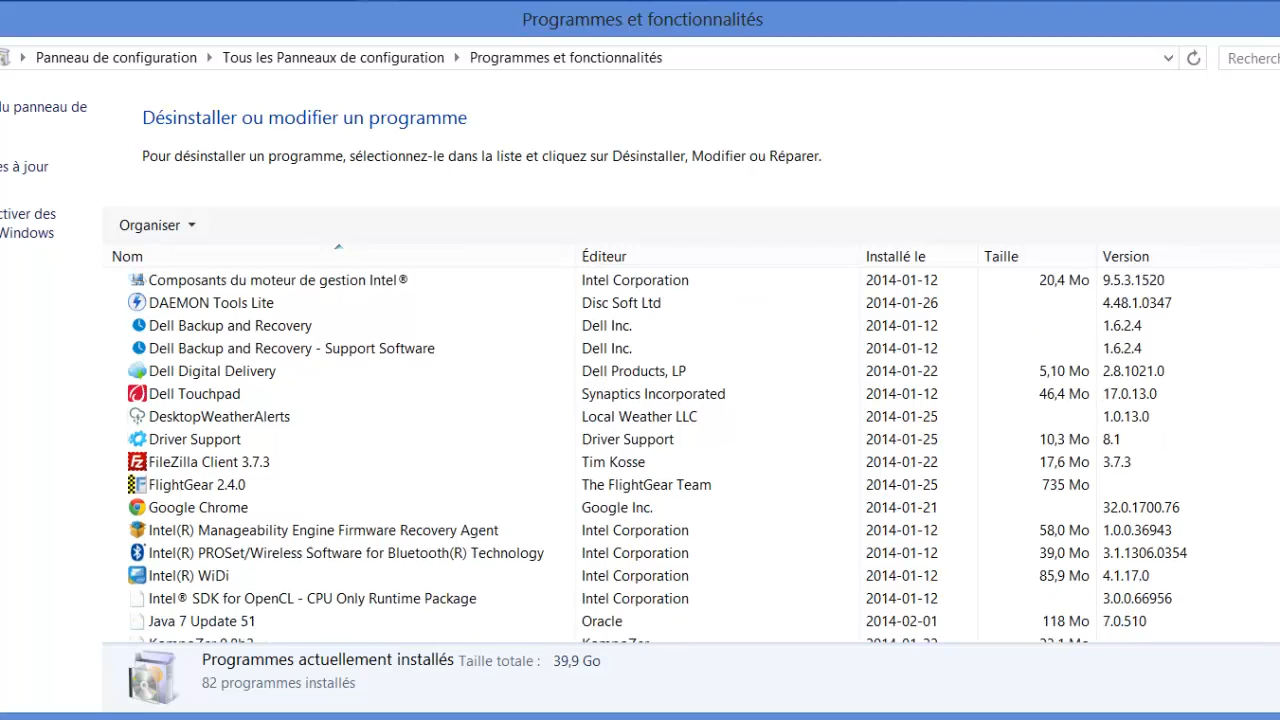 Programmes et fonctionnalités
Panneau de configuration Tous les Panneaux de configuration Programmes et fonctionnalités
Recherch
du panneau de
es à jour
ctiver des
Windows
Désinstaller ou modifier un programme
Pour désinstaller un programme, sélectionnez-le dans la liste et cliquez sur Désinstaller, Modifier ou Réparer.
Organiser
Nom Éditeur Installé le Taille Version
Composants du moteur de gestion Intel® Intel Corporation 2014-01-12 20,4 Mo 9.5.3.1520
DAEMON Tools Lite Disc Soft Ltd 2014-01-26 4.48.1.0347
Dell Backup and Recovery Dell Inc. 2014-01-12 1.6.2.4
Dell Backup and Recovery - Support Software Dell Inc. 2014-01-12 1.6.2.4
Dell Digital Delivery Dell Products, LP 2014-01-22 5,10 Mo 2.8.1021.0
Dell Touchpad Synaptics Incorporated 2014-01-12 46,4 Mo 17.0.13.0
DesktopWeatherAlerts Local Weather LLC 2014-01-25 1.0.13.0
Driver Support Driver Support 2014-01-25 10,3 Mo 8.1
FileZilla Client 3.7.3 Tim Kosse 2014-01-22 17,6 Mo 3.7.3
FlightGear 2.4.0 The FlightGear Team 2014-01-25 735 Mo
Google Chrome Google Inc. 2014-01-21 32.0.1700.76
Intel(R) Manageability Engine Firmware Recovery Agent Intel Corporation 2014-01-12 58,0 Mo 1.0.0.36943
Intel(R) PROSet/Wireless Software for Bluetooth(R) Technology Intel Corporation 2014-01-12 39,0 Mo 3.1.1306.0354
Intel(R) WiDi Intel Corporation 2014-01-12 85,9 Mo 4.1.17.0
Intel® SDK for OpenCL - CPU Only Runtime Package Intel Corporation 2014-01-12 3.0.0.66956
Java 7 Update 51 Oracle 2014-02-01 118 Mo 7.0.510
Programmes actuellement installés Taille totale : 39,9 Go
82 programmes installés